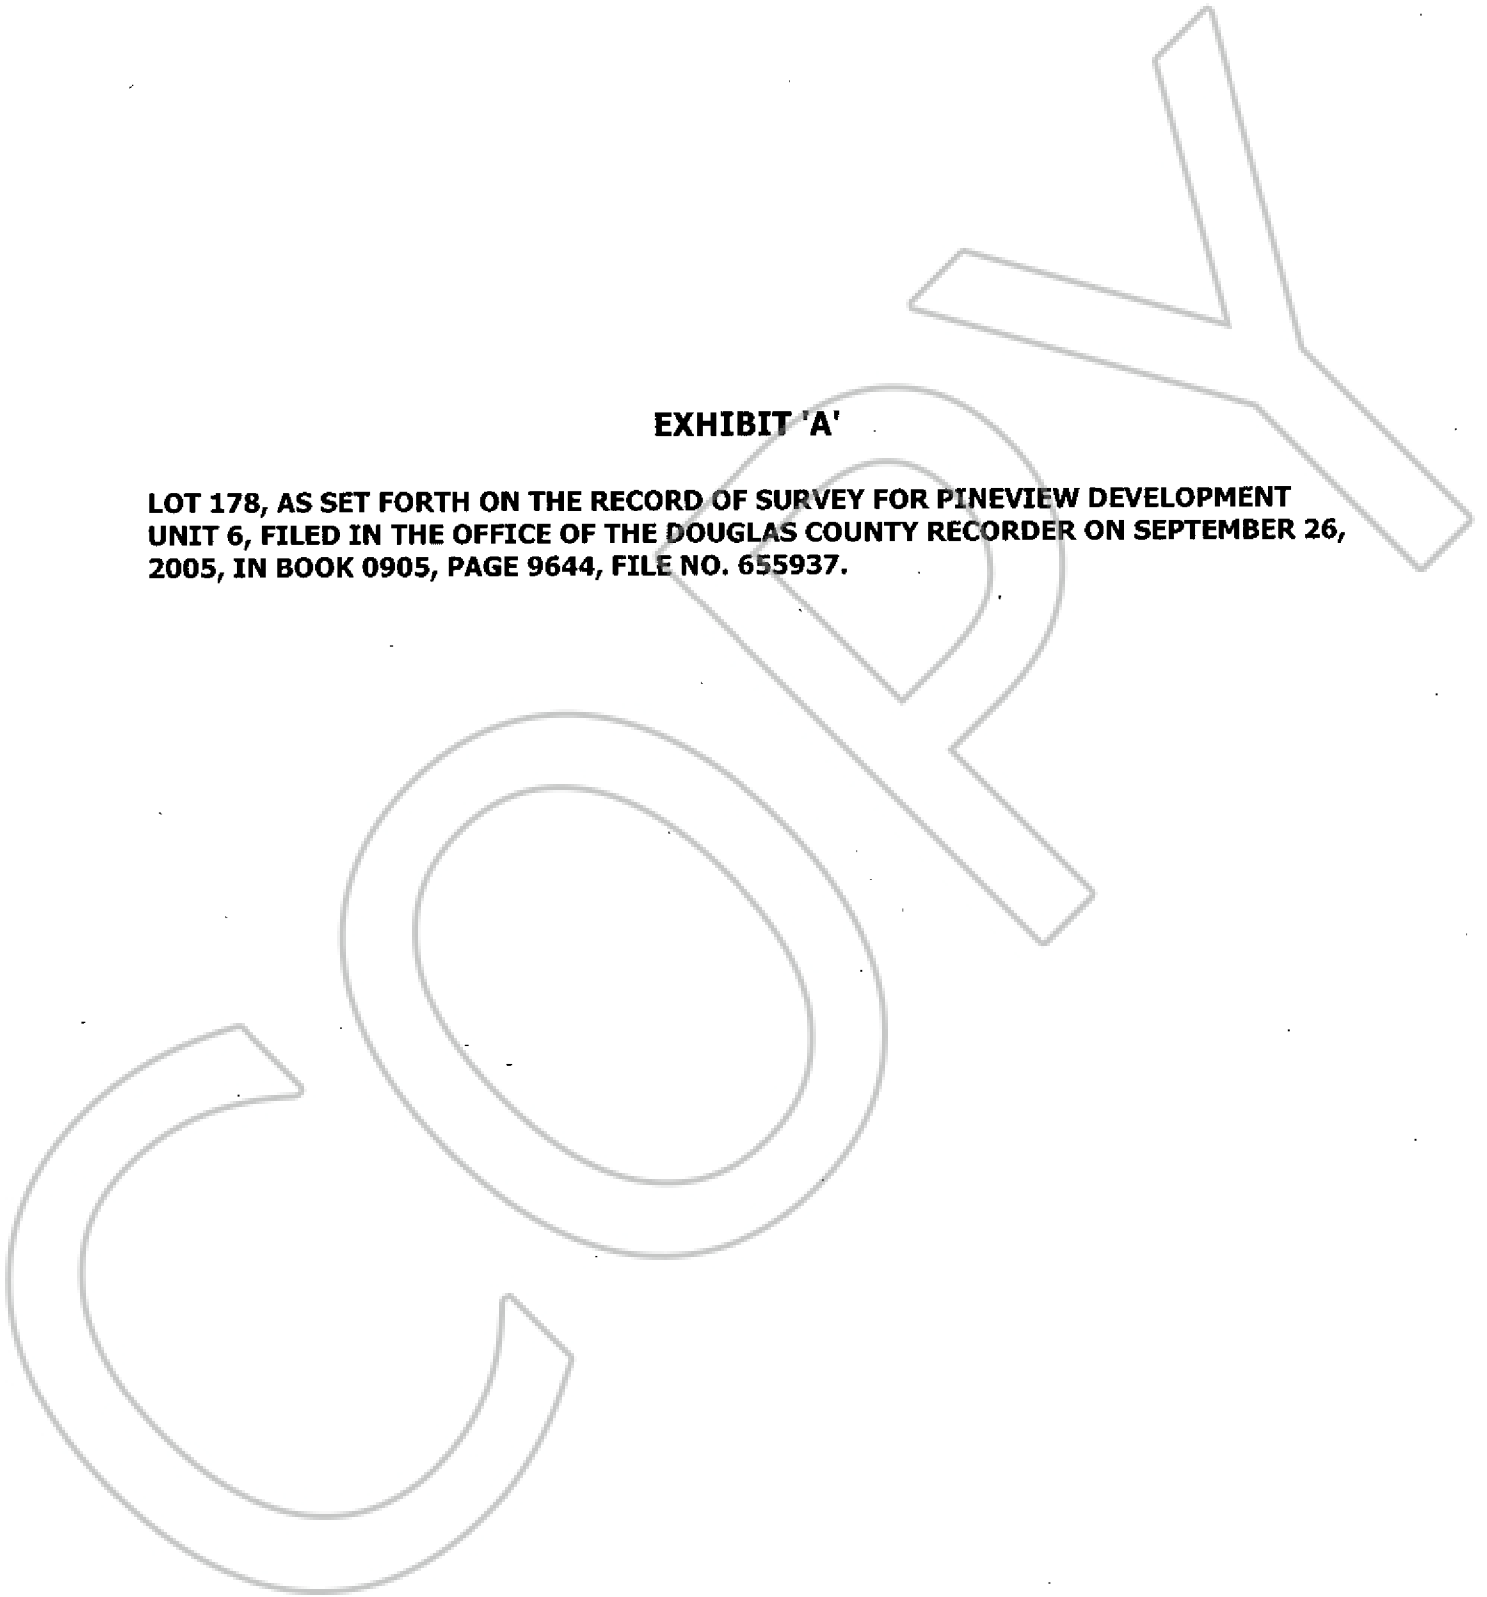 EXHIBIT 'A'
LOT 178, AS SET FORTH ON THE RECORD OF SURVEY FOR PINEVIEW DEVELOPMENT
UNIT 6, FILED IN THE OFFICE OF THE DOUGLAS COUNTY RECORDER ON SEPTEMBER 26,
2005, IN BOOK 0905, PAGE 9644, FILE NO. 655937.
COPY